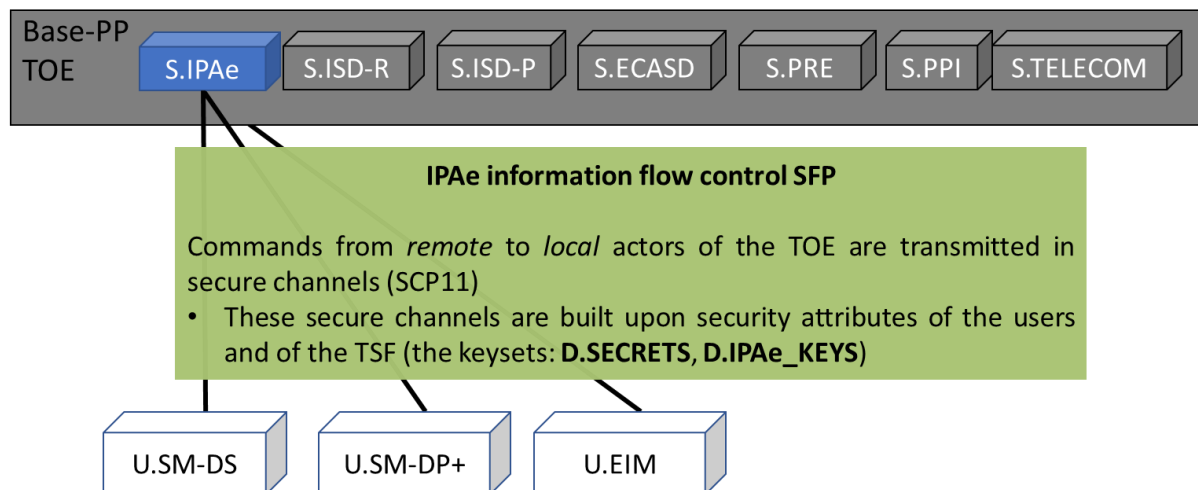 Base-PP
TOE
S.IPAe
S.ISD-R
S.ISD-P
S.ECASD
S.PRE
S.PPI
S.TELECOM
IPAe information flow control SFP
Commands from remote to local actors of the TOE are transmitted in
secure channels (SCP11)
• These secure channels are built upon security attributes of the users
and of the TSF (the keysets: D.SECRETS, D.IPAe_KEYS)
U.SM-DS
U.SM-DP+
U.EIM